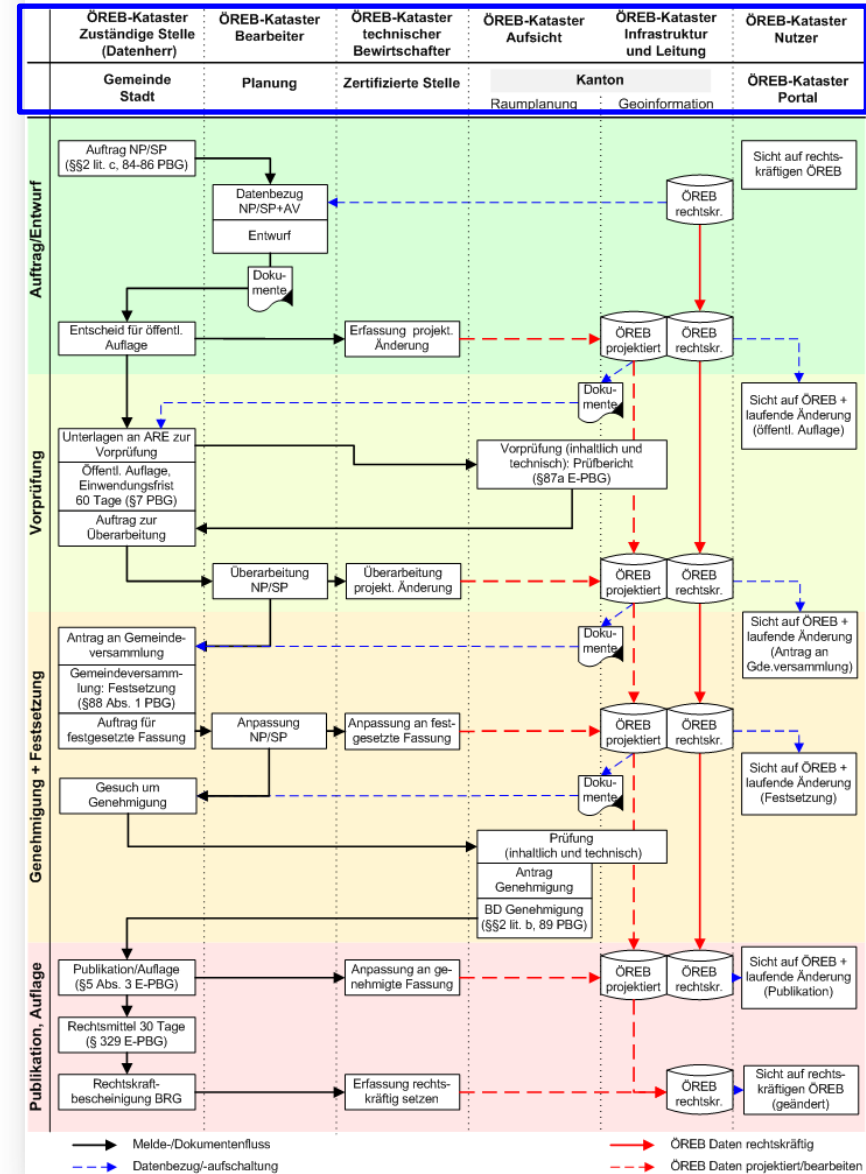 ÖREB-Kataster
Zuständige Stelle
(Datenherr)
ÖREB-Kataster
Bearbeiter
ÖREB-Kataster
technischer
Bewirtschafter
ÖREB-Kataster
Aufsicht
ÖREB-Kataster
Infrastruktur
und Leitung
ÖREB-Kataster
Nutzer
Gemeinde
Stadt
Planung
Zertifizierte Stelle
Kanton
Raumplanung
Geoinformation
ÖREB-Kataster
Portal
Auftrag/Entwurf
Auftrag NP/SP
(§§2 lit. c, 84-86 PBG)
Sicht auf rechts-
kräftigen ÖREB
Datenbezug
NP/SP+AV
Entwurf
ÖREB
rechtskr.
Doku-
mente
Entscheid für öffentl.
Auflage
Erfassung projekt.
Änderung
ÖREB
projektiert
ÖREB
rechtskr.
Vorprüfung
Doku-
mente
Sicht auf ÖREB +
laufende Änderung
(öffentl. Auflage)
Unterlagen an ARE zur
Vorprüfung
Öffentl. Auflage,
Einwendungsfrist
60 Tage (§7 PBG)
Auftrag zur
Überarbeitung
Vorprüfung (inhaltlich und
technisch): Prüfbericht
(§87a E-PBG)
Überarbeitung
NP/SP
Überarbeitung
projekt. Änderung
ÖREB
projektiert
ÖREB
rechtskr.
Genehmigung + Festsetzung
Antrag an Gemeinde-
versammlung
Gemeindeversamm-
lung: Festsetzung
(§88 Abs. 1 PBG)
Auftrag für
festgesetzte Fassung
Doku-
mente
Sicht auf ÖREB +
laufende Änderung
(Antrag an
Gde.versammlung)
Anpassung
NP/SP
Anpassung an fest-
gesetzte Fassung
ÖREB
projektiert
ÖREB
rechtskr.
Gesuch um
Genehmigung
Doku-
mente
Sicht auf ÖREB +
laufende Änderung
(Festsetzung)
Prüfung
(inhaltlich und technisch)
Antrag
Genehmigung
BD Genehmigung
(§§2 lit. b, 89 PBG)
Publikation, Auflage
Publikation/Auflage
(§5 Abs. 3 E-PBG)
Anpassung an ge-
nehmigte Fassung
ÖREB
projektiert
ÖREB
rechtskr.
Sicht auf ÖREB +
laufende Änderung
(Publikation)
Rechtsmittel 30 Tage
(§ 329 E-PBG)
Rechtskraft-
bescheinigung BRG
Erfassung rechts-
kräftig setzen
ÖREB
rechtskr.
Sicht auf rechts-
kräftigen ÖREB
(geändert)
Melde-/Dokumentenfluss
ÖREB Daten rechtskräftig
Datenbezug/-aufschaltung
ÖREB Daten projektiert/bearbeiten